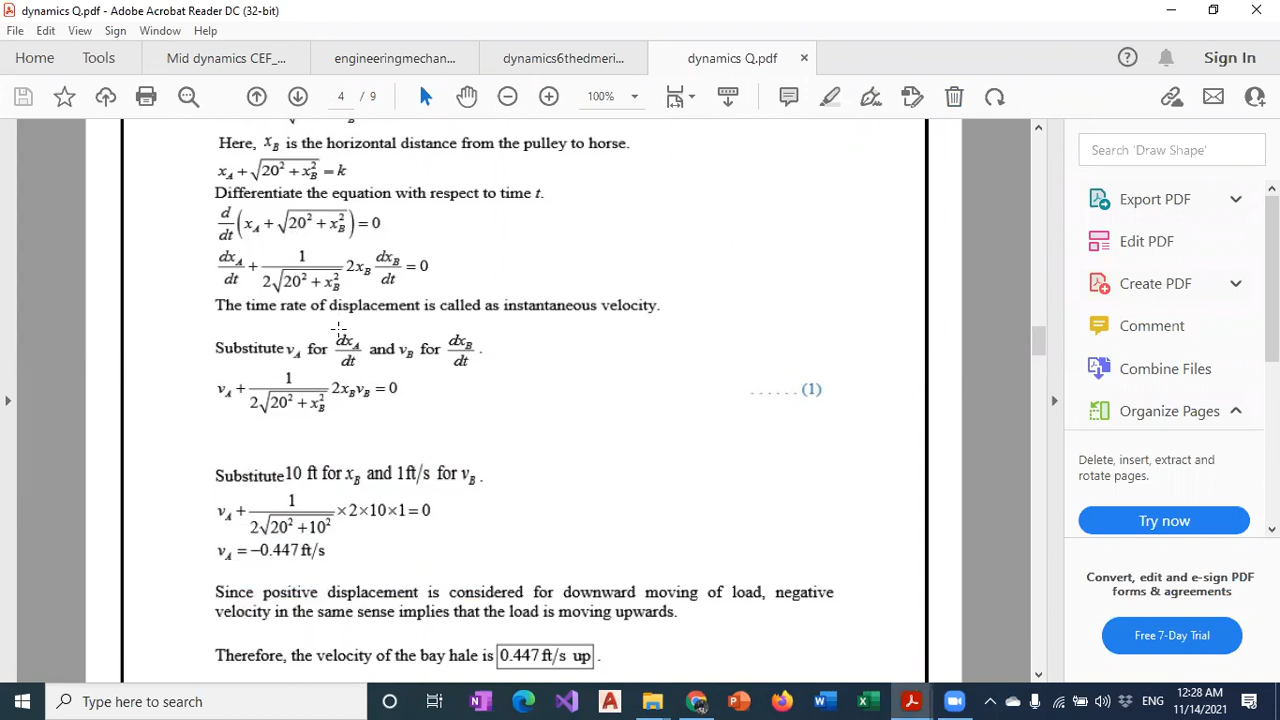 dynamics Q.pdf - Adobe Acrobat Reader DC (32-bit)
File Edit View Sign Window Help
Home Tools Mid dynamics CEF_... engineeringmechan... dynamics6thedmeri... dynamics Q.pdf × Sign In
4 / 9 100%
Here, x_B is the horizontal distance from the pulley to horse.
x_A + √(20² + x_B²) = k
Differentiate the equation with respect to time t.
d/dt (x_A + √(20² + x_B²)) = 0
dx_A/dt + 1/(2√(20² + x_B²)) 2x_B dx_B/dt = 0
The time rate of displacement is called as instantaneous velocity.
Substitute v_A for dx_A/dt and v_B for dx_B/dt .
v_A + 1/(2√(20² + x_B²)) 2x_B v_B = 0 ...... (1)
Substitute 10 ft for x_B and 1 ft/s for v_B .
v_A + 1/(2√(20² + 10²)) × 2 × 10 × 1 = 0
v_A = −0.447 ft/s
Since positive displacement is considered for downward moving of load, negative
velocity in the same sense implies that the load is moving upwards.
Therefore, the velocity of the bay hale is 0.447 ft/s up .
Search 'Draw Shape'
Export PDF
Edit PDF
Create PDF
Comment
Combine Files
Organize Pages
Delete, insert, extract and
rotate pages.
Try now
Convert, edit and e-sign PDF
forms & agreements
Free 7-Day Trial
Type here to search
ENG
12:28 AM
11/14/2021